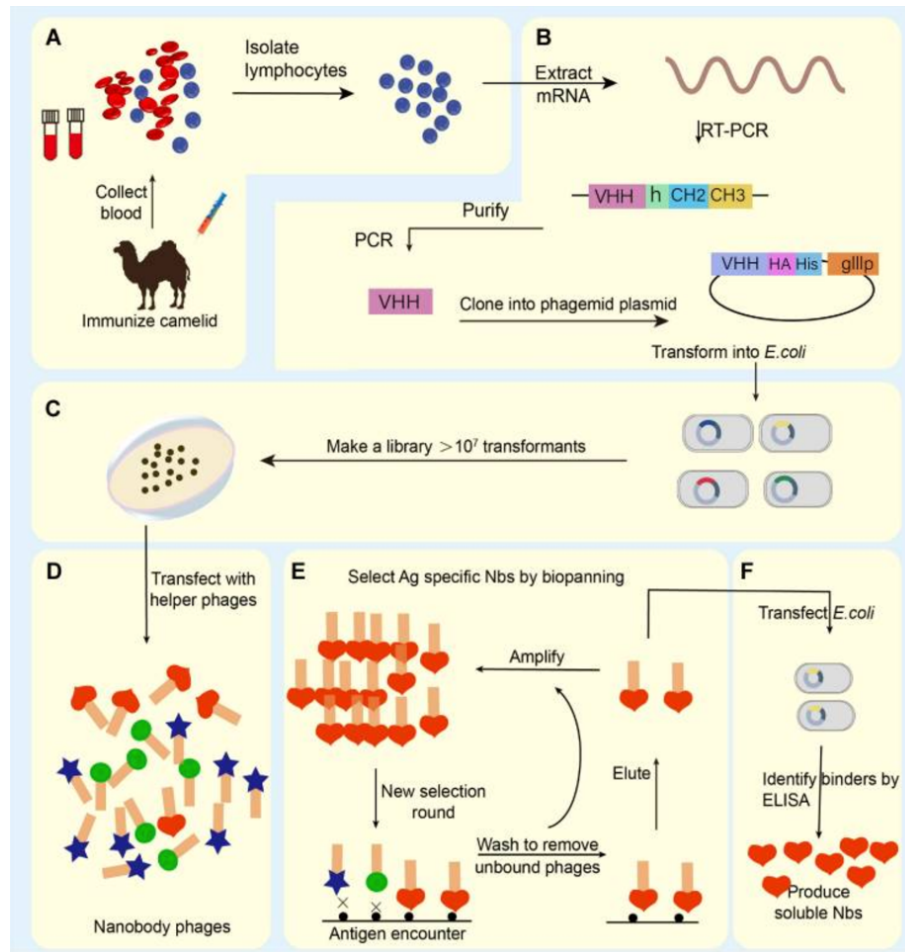 A
Isolate
lymphocytes
Collect
blood
Immunize camelid
B
Extract
mRNA
RT-PCR
VHH h CH2 CH3
Purify
PCR
VHH
Clone into phagemid plasmid
VHH HA His gIIIp
Transform into E.coli
C
Make a library >10⁷ transformants
D
Transfect with
helper phages
Nanobody phages
E
Select Ag specific Nbs by biopanning
Amplify
New selection
round
Wash to remove
unbound phages
Elute
Antigen encounter
F
Transfect E.coli
Identify binders by
ELISA
Produce
soluble Nbs